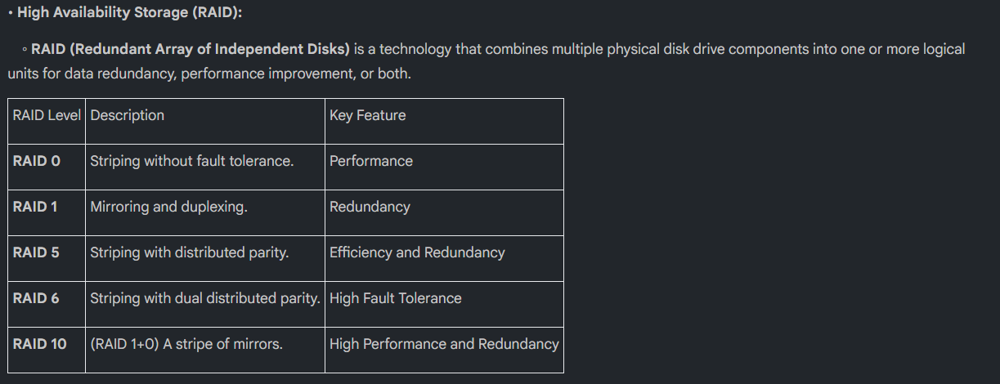 • High Availability Storage (RAID):
◦ RAID (Redundant Array of Independent Disks) is a technology that combines multiple physical disk drive components into one or more logical
units for data redundancy, performance improvement, or both.
RAID Level Description Key Feature
RAID 0 Striping without fault tolerance. Performance
RAID 1 Mirroring and duplexing. Redundancy
RAID 5 Striping with distributed parity. Efficiency and Redundancy
RAID 6 Striping with dual distributed parity. High Fault Tolerance
RAID 10 (RAID 1+0) A stripe of mirrors. High Performance and Redundancy